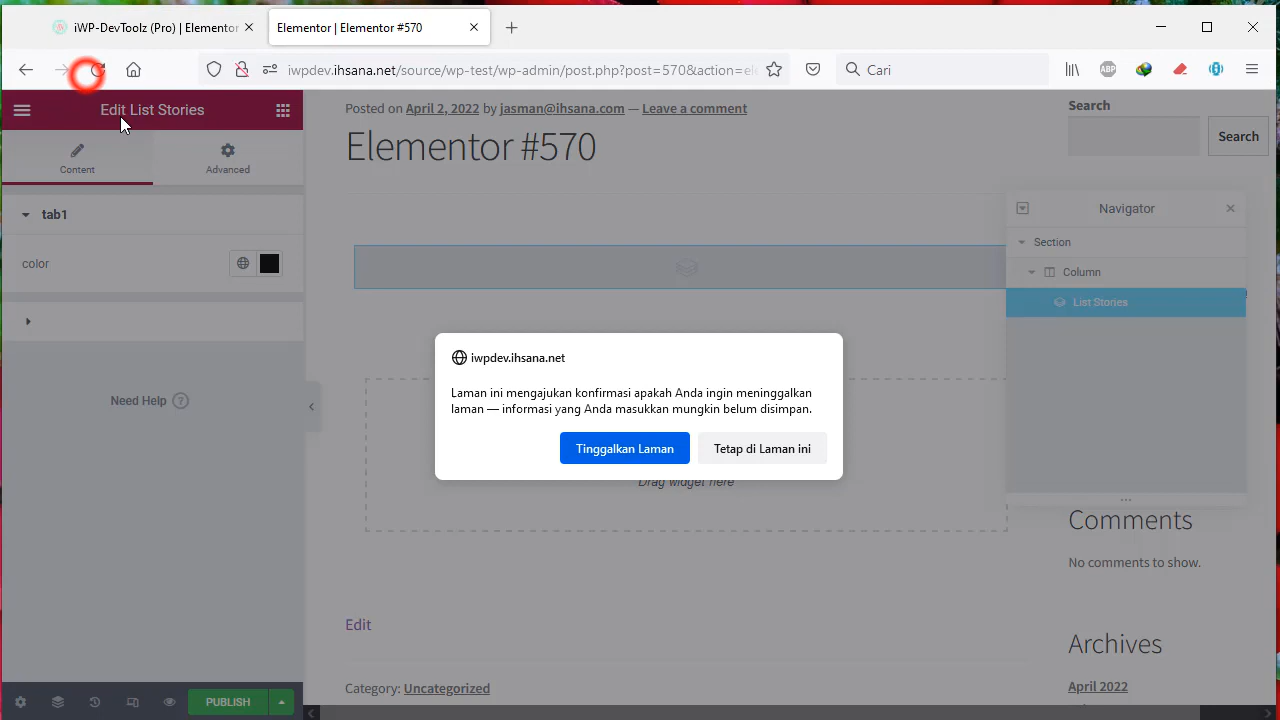 iWP-DevToolz (Pro) | Elementor
Elementor | Elementor #570
iwpdev.ihsana.net/source/wp-test/wp-admin/post.php?post=570&action=el
Cari
ABP
Edit List Stories
Content
Advanced
tab1
color
Need Help
?
PUBLISH
Posted on April 2, 2022 by jasman@ihsana.com — Leave a comment
Elementor #570
Search
Search
Navigator
Section
Column
List Stories
iwpdev.ihsana.net
Laman ini mengajukan konfirmasi apakah Anda ingin meninggalkan
laman — informasi yang Anda masukkan mungkin belum disimpan.
Tinggalkan Laman
Tetap di Laman ini
Drag widget here
Comments
No comments to show.
Edit
Archives
Category: Uncategorized
April 2022